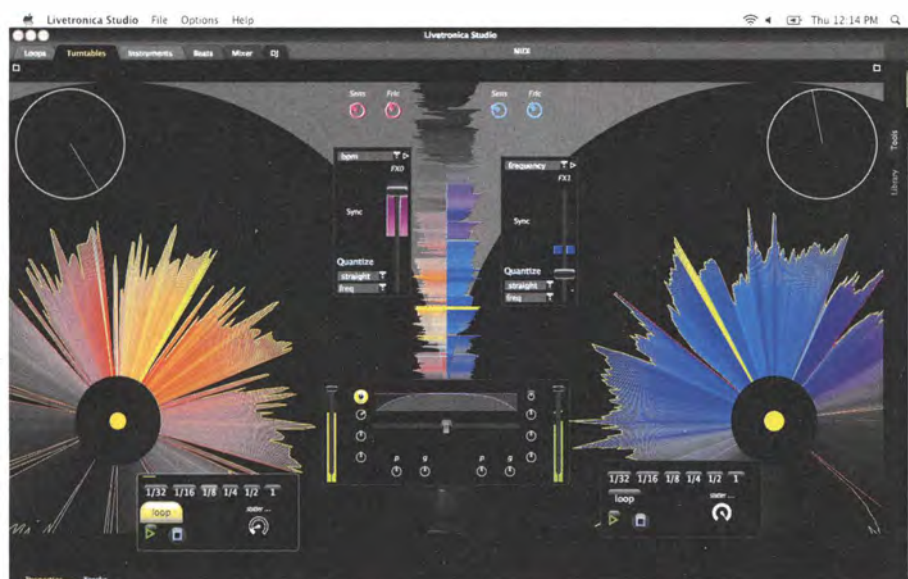 Livetronica Studio File Options Help Thu 12:14 PM
Livetronica Studio
Loops Turntables Instruments Beats Mixer DJ
Sens Fric Sens Fric
Tools
Library
bpm
FX0
Sync
Quantize
straight
freq
frequency
FX1
Sync
Quantize
straight
freq
p g p g
1/32 1/16 1/8 1/4 1/2 1
loop
stutter ...
1/32 1/16 1/8 1/4 1/2 1
loop
stutter ...